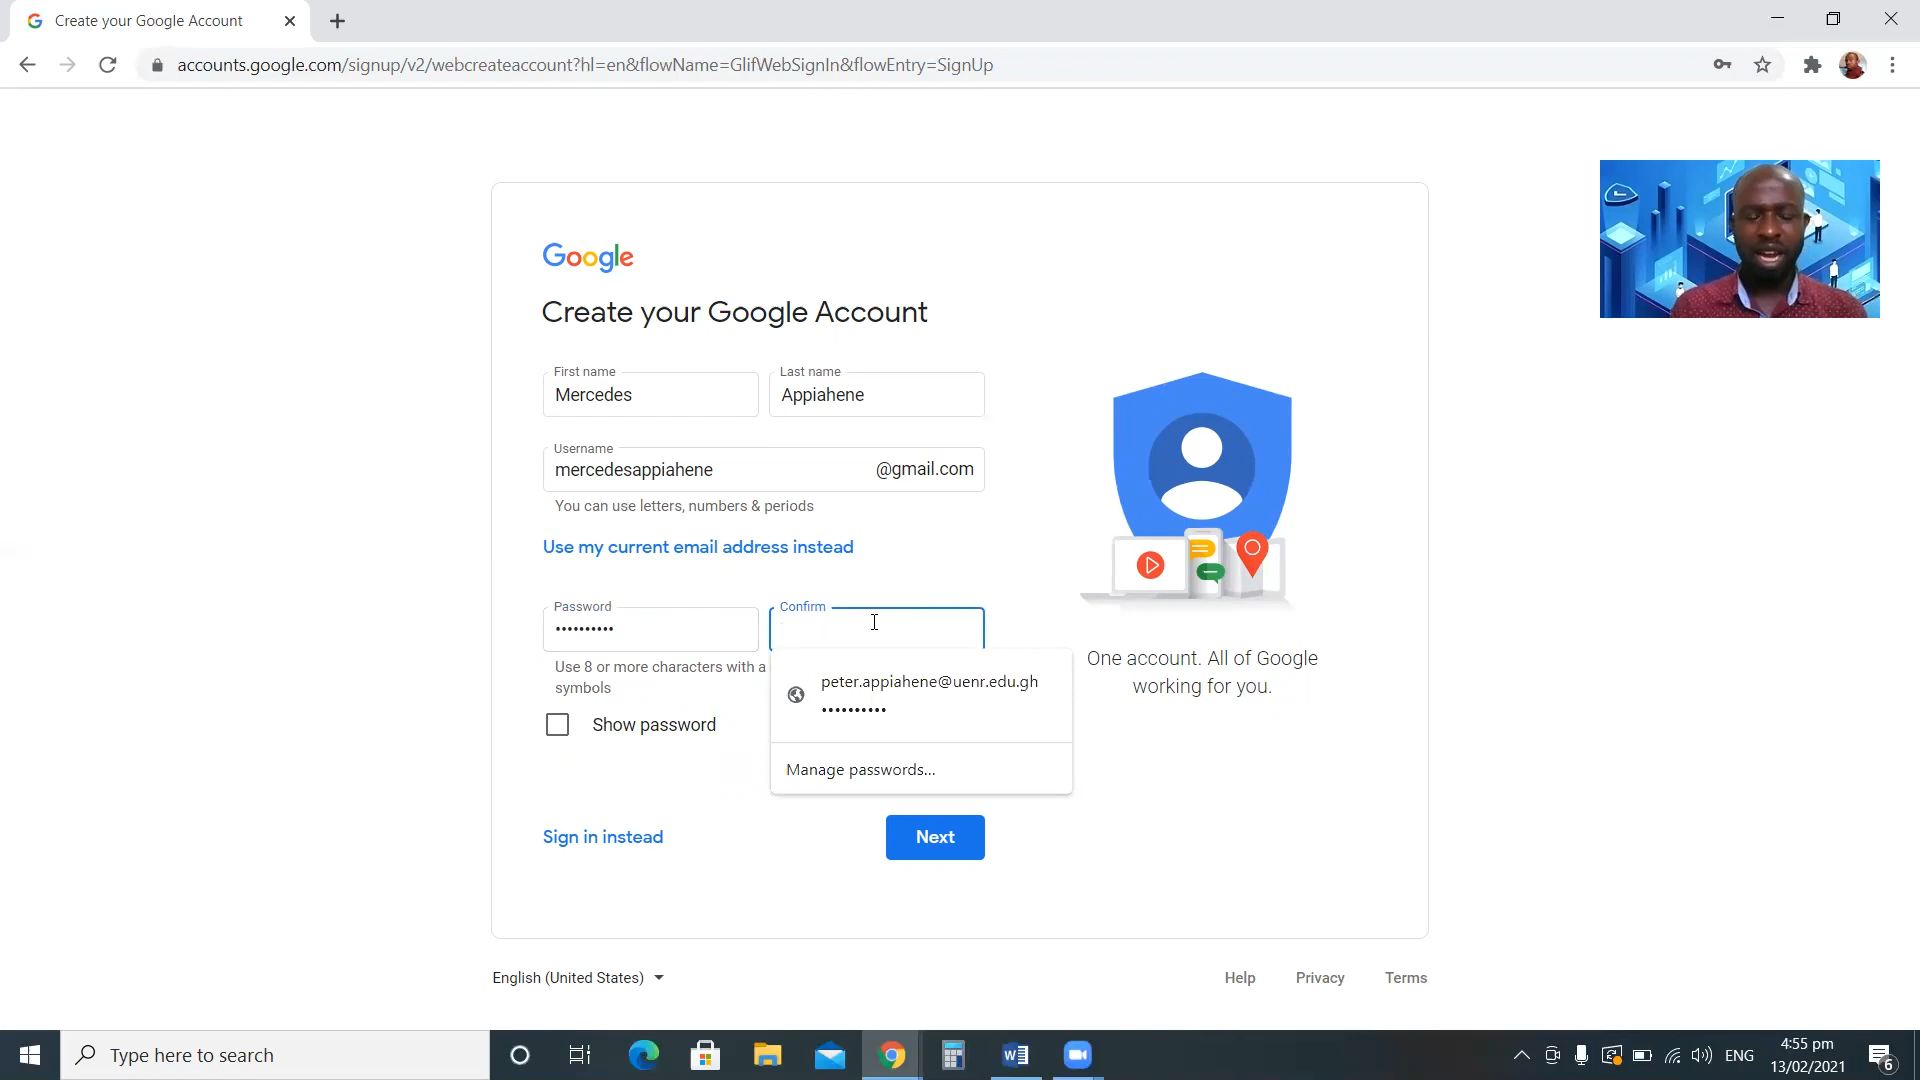 Create your Google Account
accounts.google.com/signup/v2/webcreateaccount?hl=en&flowName=GlifWebSignIn&flowEntry=SignUp
Google
Create your Google Account
First name
Last name
Mercedes
Appiahene
Username
mercedesappiahene
@gmail.com
You can use letters, numbers & periods
Use my current email address instead
Password
Confirm
••••••••••
Use 8 or more characters with a
symbols
peter.appiahene@uenr.edu.gh
••••••••••
Show password
Manage passwords...
Sign in instead
Next
One account. All of Google
working for you.
English (United States)
Help
Privacy
Terms
Type here to search
ENG
4:55 pm
13/02/2021
6